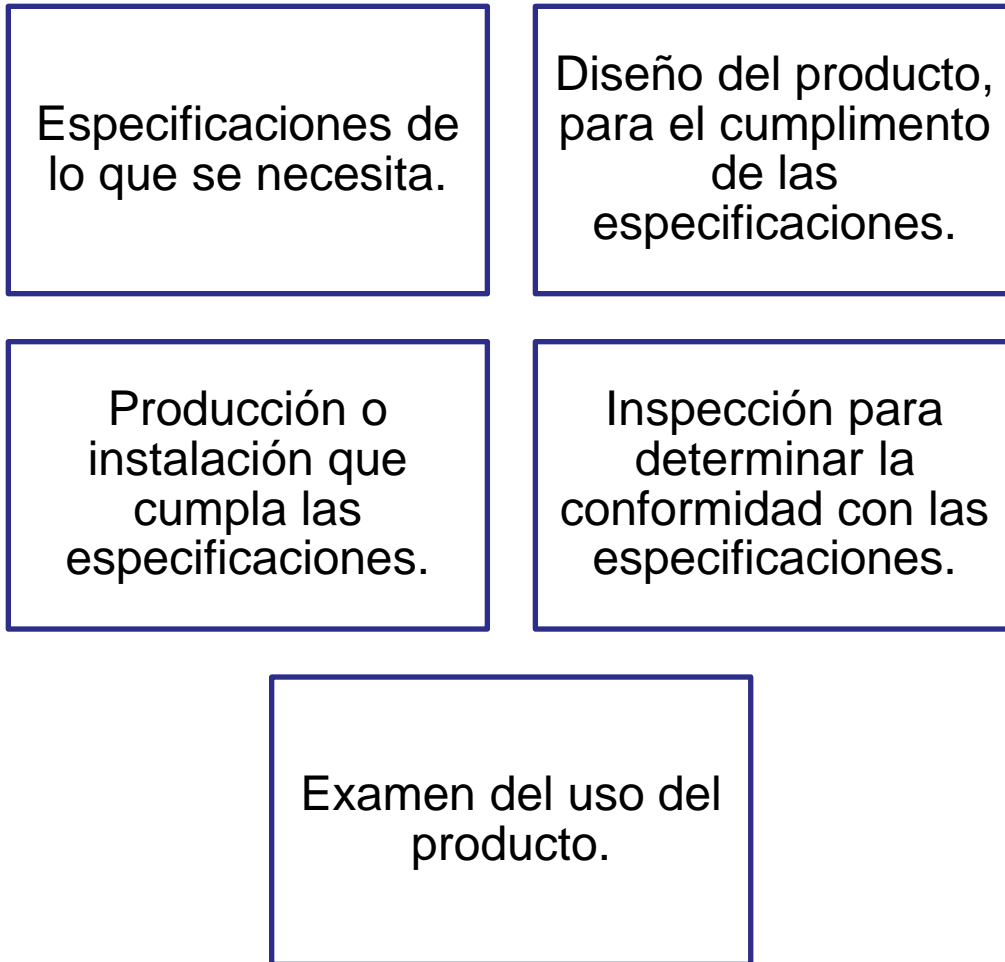 Especificaciones de
lo que se necesita.
Diseño del producto,
para el cumplimento
de las
especificaciones.
Producción o
instalación que
cumpla las
especificaciones.
Inspección para
determinar la
conformidad con las
especificaciones.
Examen del uso del
producto.